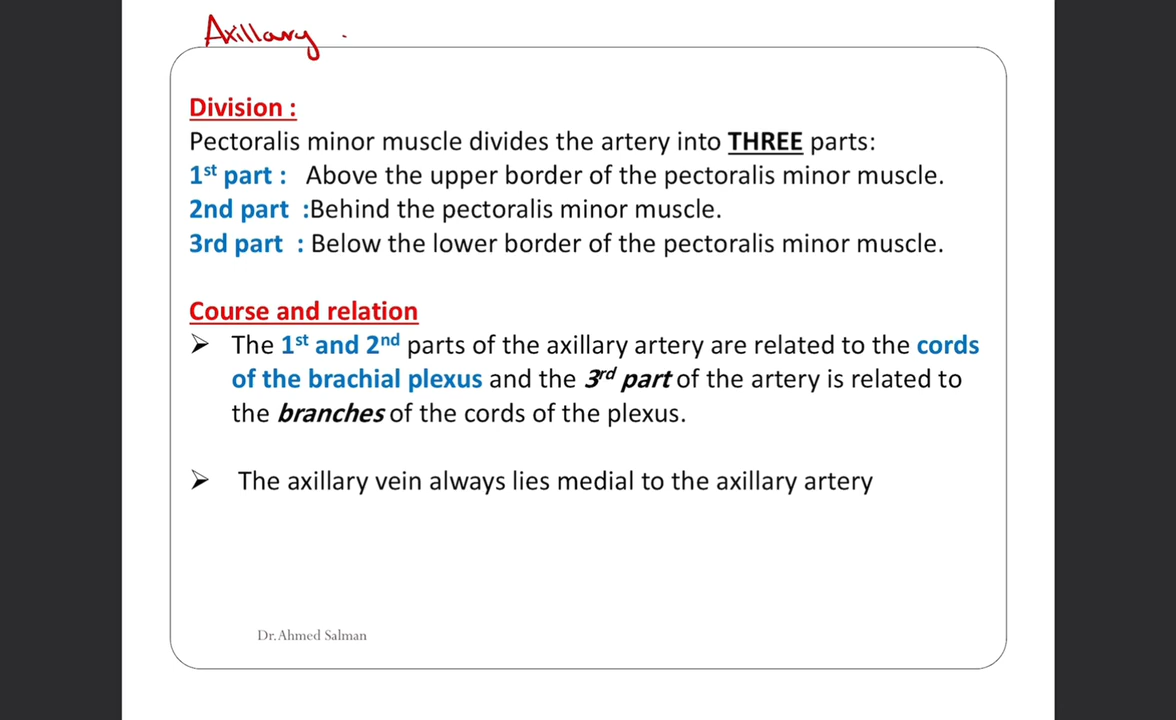 Axillary
Division :
Pectoralis minor muscle divides the artery into THREE parts:
1st part : Above the upper border of the pectoralis minor muscle.
2nd part :Behind the pectoralis minor muscle.
3rd part : Below the lower border of the pectoralis minor muscle.
Course and relation
➢ The 1st and 2nd parts of the axillary artery are related to the cords
of the brachial plexus and the 3rd part of the artery is related to
the branches of the cords of the plexus.
➢ The axillary vein always lies medial to the axillary artery
Dr.Ahmed Salman